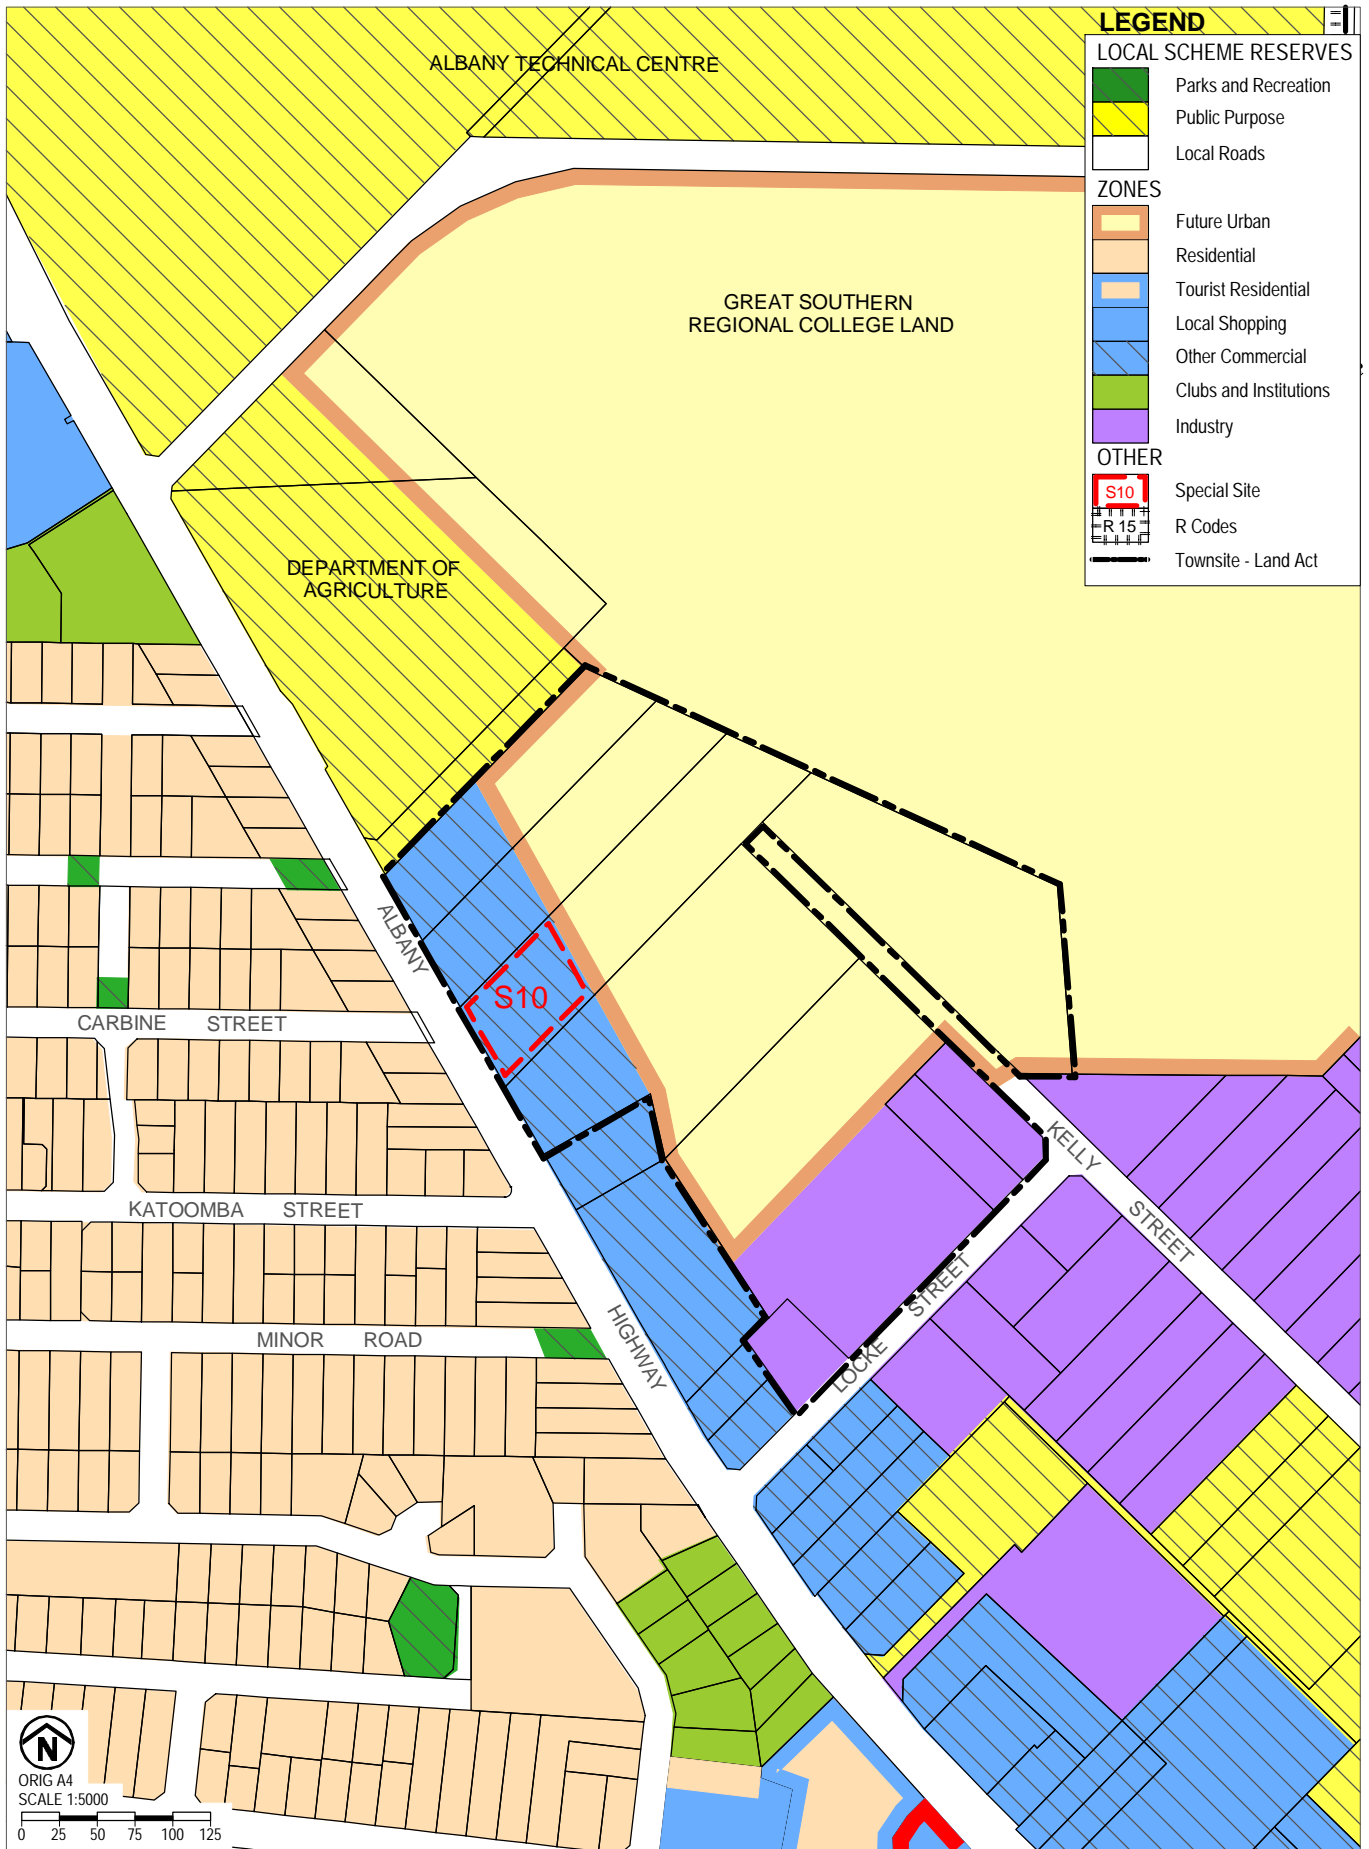 LEGEND
LOCAL SCHEME RESERVES
Parks and Recreation
Public Purpose
Local Roads
ZONES
Future Urban
Residential
Tourist Residential
Local Shopping
Other Commercial
Clubs and Institutions
Industry
OTHER
S10
Special Site
R 15
R Codes
Townsite - Land Act
ALBANY TECHNICAL CENTRE
GREAT SOUTHERN
REGIONAL COLLEGE LAND
DEPARTMENT OF
AGRICULTURE
ALBANY
S10
CARBINE STREET
KELLY STREET
KATOOMBA STREET
LOCKE STREET
MINOR ROAD
HIGHWAY
N
ORIG A4
SCALE 1:5000
0 25 50 75 100 125